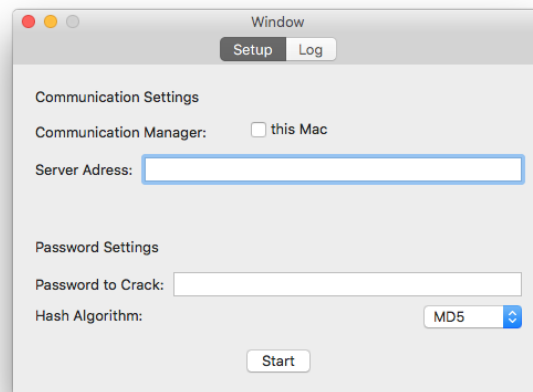 Window
Setup Log
Communication Settings
Communication Manager: this Mac
Server Adress:
Password Settings
Password to Crack:
Hash Algorithm: MD5
Start